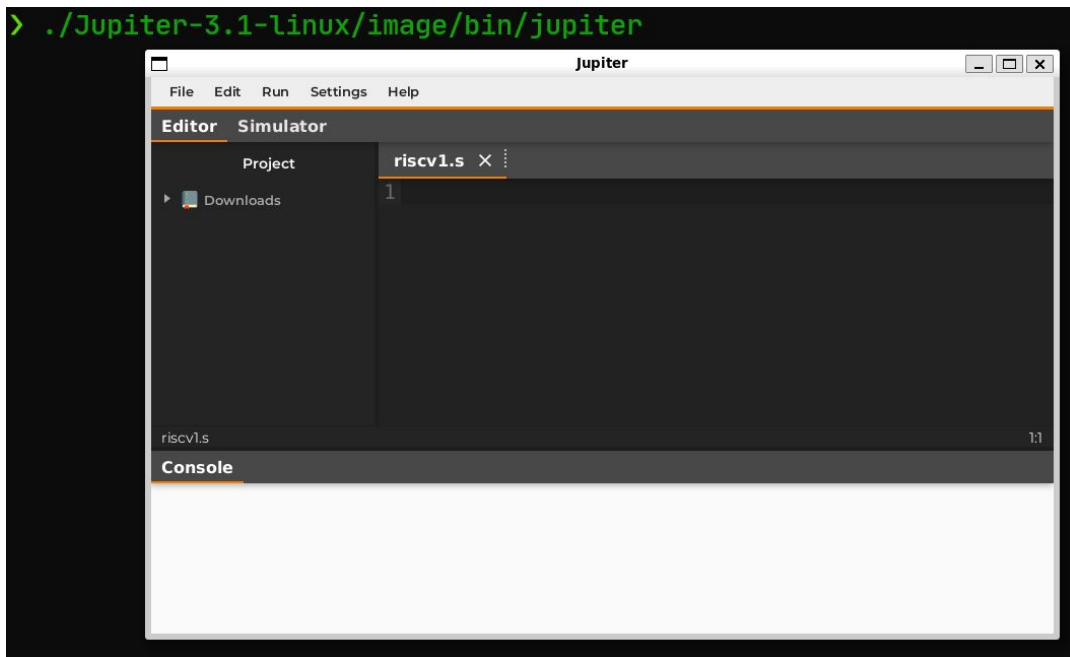 ❯ ./Jupiter-3.1-linux/image/bin/jupiter
Jupiter
File Edit Run Settings Help
Editor Simulator
Project
riscv1.s
1
Downloads
riscv1.s
1:1
Console